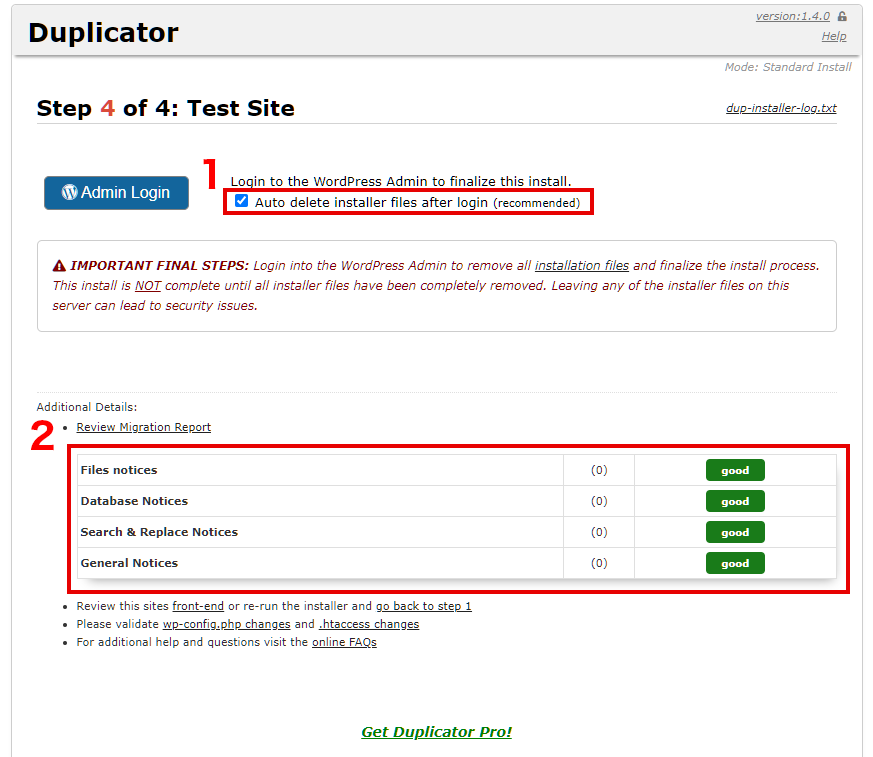 Duplicator
version:1.4.0
Help
Mode: Standard Install
Step 4 of 4: Test Site
dup-installer-log.txt
1
Admin Login
Login to the WordPress Admin to finalize this install.
Auto delete installer files after login (recommended)
IMPORTANT FINAL STEPS: Login into the WordPress Admin to remove all installation files and finalize the install process.
This install is NOT complete until all installer files have been completely removed. Leaving any of the installer files on this
server can lead to security issues.
Additional Details:
2
• Review Migration Report
Files notices (0) good
Database Notices (0) good
Search & Replace Notices (0) good
General Notices (0) good
• Review this sites front-end or re-run the installer and go back to step 1
• Please validate wp-config.php changes and .htaccess changes
• For additional help and questions visit the online FAQs
Get Duplicator Pro!